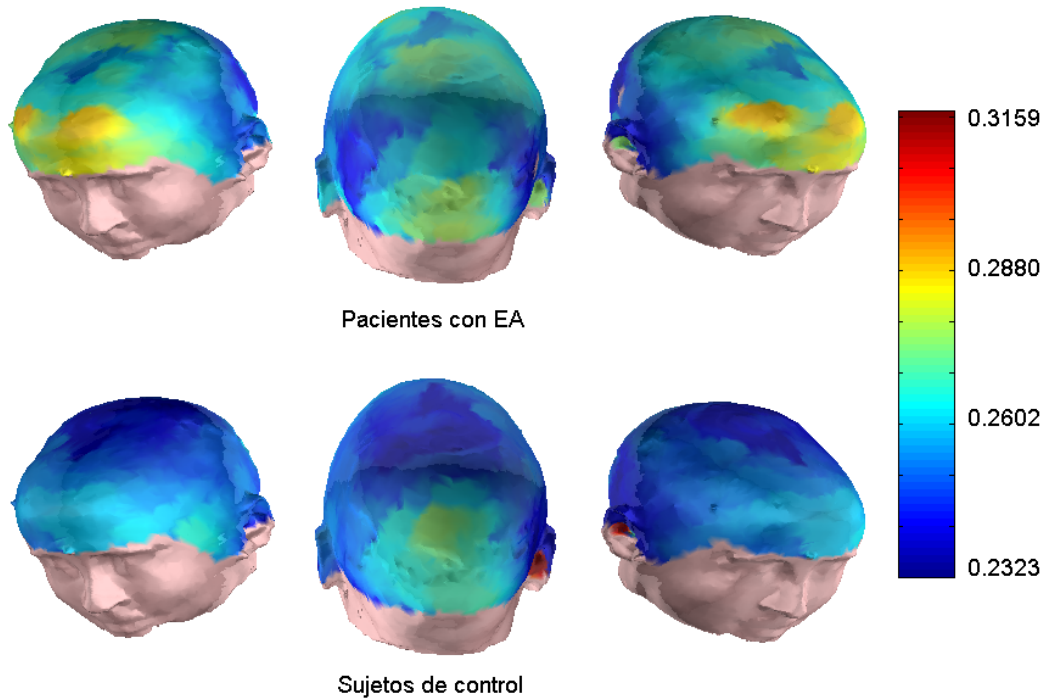 0.3159
0.2880
Pacientes con EA
0.2602
0.2323
Sujetos de control